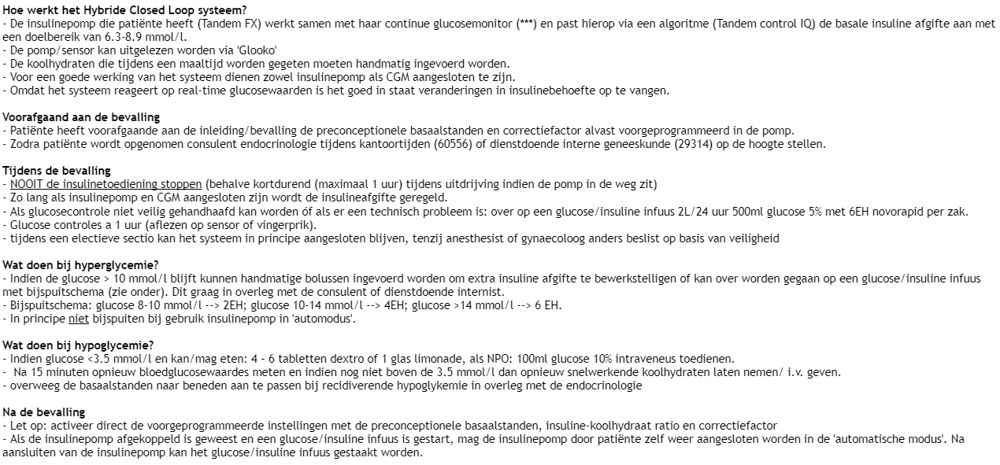 Hoe werkt het Hybride Closed Loop systeem?
- De insulinepomp die patiënte heeft (Tandem FX) werkt samen met haar continue glucosemonitor (***) en past hierop via een algoritme (Tandem control IQ) de basale insuline afgifte aan met
een doelbereik van 6.3-8.9 mmol/l.
- De pomp/sensor kan uitgelezen worden via 'Glooko'
- De koolhydraten die tijdens een maaltijd worden gegeten moeten handmatig ingevoerd worden.
- Voor een goede werking van het systeem dienen zowel insulinepomp als CGM aangesloten te zijn.
- Omdat het systeem reageert op real-time glucosewaarden is het goed in staat veranderingen in insulinebehoefte op te vangen.
Voorafgaand aan de bevalling
- Patiënte heeft voorafgaande aan de inleiding/bevalling de preconceptionele basaalstanden en correctiefactor alvast voorgeprogrammeerd in de pomp.
- Zodra patiënte wordt opgenomen consulent endocrinologie tijdens kantoortijden (60556) of dienstdoende interne geneeskunde (29314) op de hoogte stellen.
Tijdens de bevalling
- NOOIT de insulinetoediening stoppen (behalve kortdurend (maximaal 1 uur) tijdens uitdrijving indien de pomp in de weg zit)
- Zo lang als insulinepomp en CGM aangesloten zijn wordt de insulineafgifte geregeld.
- Als glucosecontrole niet veilig gehandhaafd kan worden óf als er een technisch probleem is: over op een glucose/insuline infuus 2L/24 uur 500ml glucose 5% met 6EH novorapid per zak.
- Glucose controles a 1 uur (aflezen op sensor of vingerprik).
- tijdens een electieve sectio kan het systeem in principe aangesloten blijven, tenzij anesthesist of gynaecoloog anders beslist op basis van veiligheid
Wat doen bij hyperglycemie?
- Indien de glucose > 10 mmol/l blijft kunnen handmatige bolussen ingevoerd worden om extra insuline afgifte te bewerkstelligen of kan over worden gegaan op een glucose/insuline infuus
met bijspuitschema (zie onder). Dit graag in overleg met de consulent of dienstdoende internist.
- Bijspuitschema: glucose 8-10 mmol/l --> 2EH; glucose 10-14 mmol/l --> 4EH; glucose >14 mmol/l --> 6 EH.
- In principe niet bijspuiten bij gebruik insulinepomp in 'automodus'.
Wat doen bij hypoglycemie?
- Indien glucose <3.5 mmol/l en kan/mag eten: 4 - 6 tabletten dextro of 1 glas limonade, als NPO: 100ml glucose 10% intraveneus toedienen.
- Na 15 minuten opnieuw bloedglucosewaardes meten en indien nog niet boven de 3.5 mmol/l dan opnieuw snelwerkende koolhydraten laten nemen/ i.v. geven.
- overweeg de basaalstanden naar beneden aan te passen bij recidiverende hypoglykemie in overleg met de endocrinologie
Na de bevalling
- Let op: activeer direct de voorgeprogrammeerde instellingen met de preconceptionele basaalstanden, insuline-koolhydraat ratio en correctiefactor
- Als de insulinepomp afgekoppeld is geweest en een glucose/insuline infuus is gestart, mag de insulinepomp door patiënte zelf weer aangesloten worden in de 'automatische modus'. Na
aansluiten van de insulinepomp kan het glucose/insuline infuus gestaakt worden.